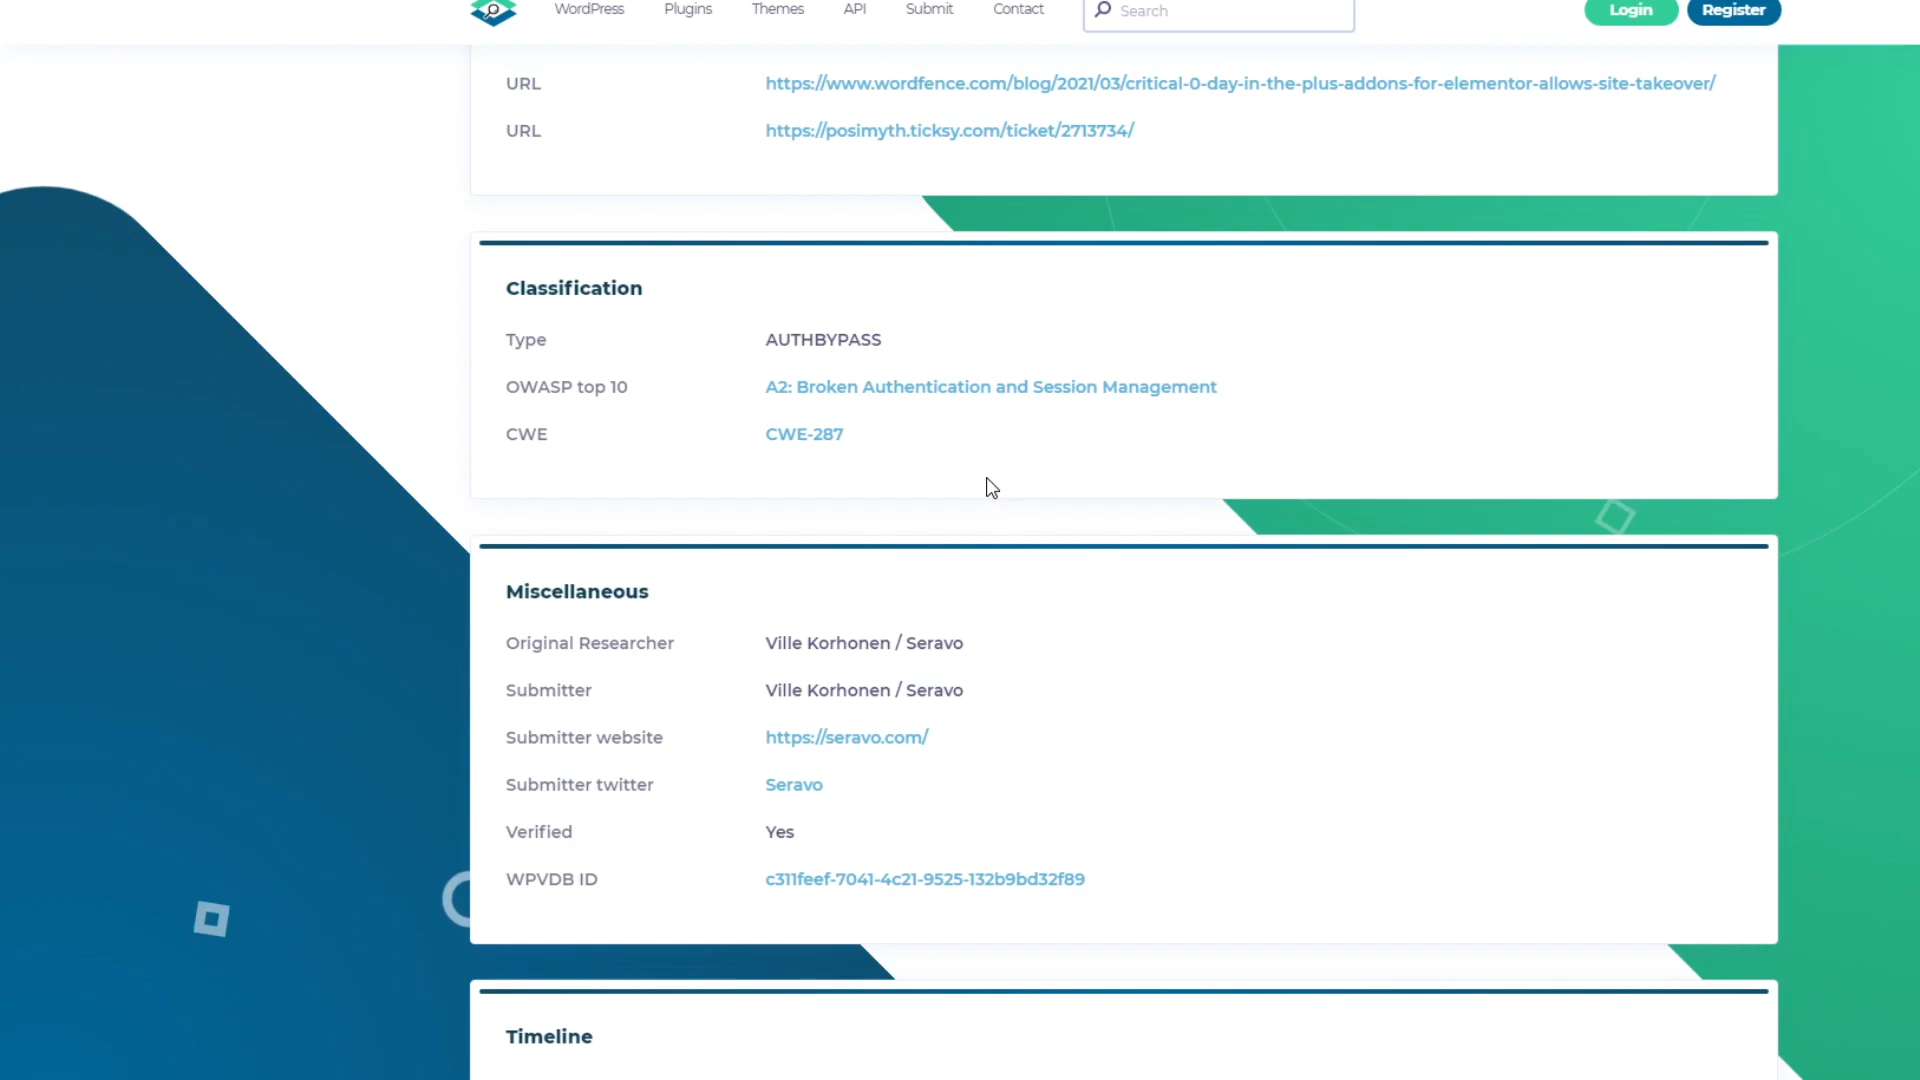 WordPress Plugins Themes API Submit Contact Search Login Register
URL https://www.wordfence.com/blog/2021/03/critical-0-day-in-the-plus-addons-for-elementor-allows-site-takeover/
URL https://posimyth.ticksy.com/ticket/2713734/
Classification
Type AUTHBYPASS
OWASP top 10 A2: Broken Authentication and Session Management
CWE CWE-287
Miscellaneous
Original Researcher Ville Korhonen / Seravo
Submitter Ville Korhonen / Seravo
Submitter website https://seravo.com/
Submitter twitter Seravo
Verified Yes
WPVDB ID c311feef-7041-4c21-9525-132b9bd32f89
Timeline